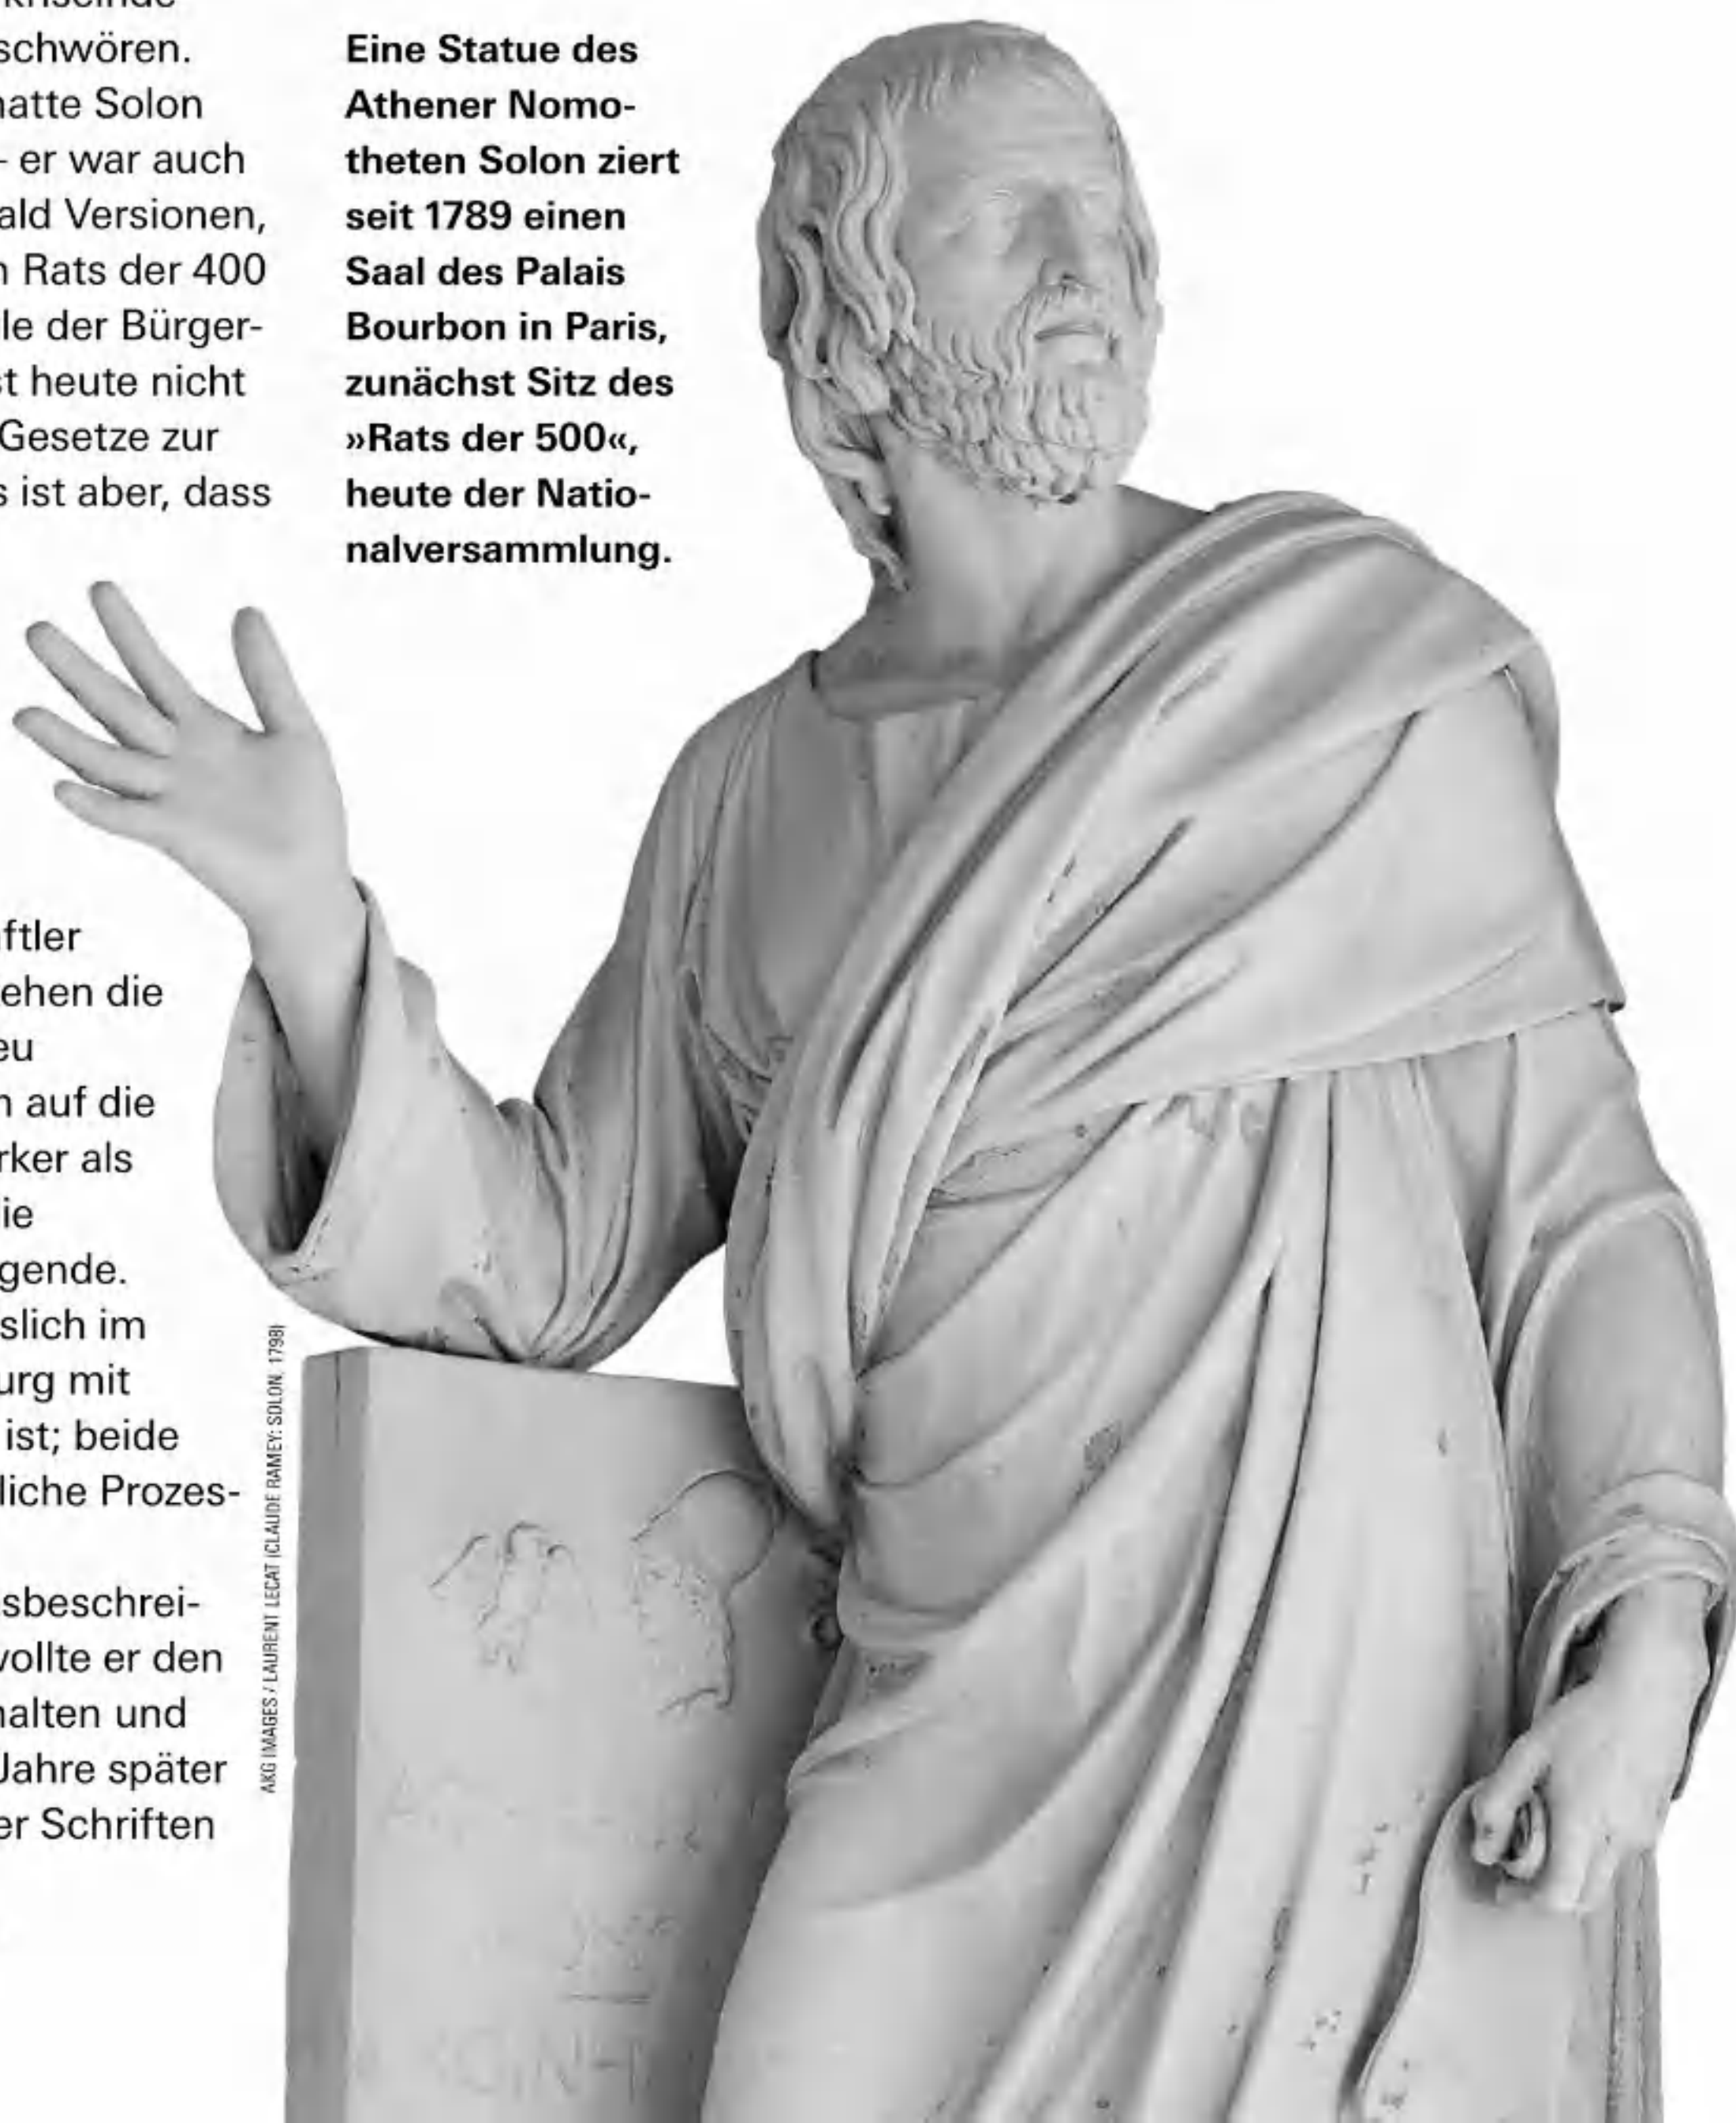 schwören.
hatte Solon
– er war auch
ald Versionen,
n Rats der 400
le der Bürger-
st heute nicht
Gesetze zur
s ist aber, dass
Eine Statue des
Athener Nomo-
theten Solon ziert
seit 1789 einen
Saal des Palais
Bourbon in Paris,
zunächst Sitz des
»Rats der 500«,
heute der Natio-
nalversammlung.
ftler
ehen die
eu
n auf die
rker als
ie
gende.
slich im
urg mit
ist; beide
liche Prozes-
sbeschrei-
wollte er den
halten und
Jahre später
er Schriften
AKG IMAGES / LAURENT LECAT (CLAUDE RAMEY: SOLON, 1798)